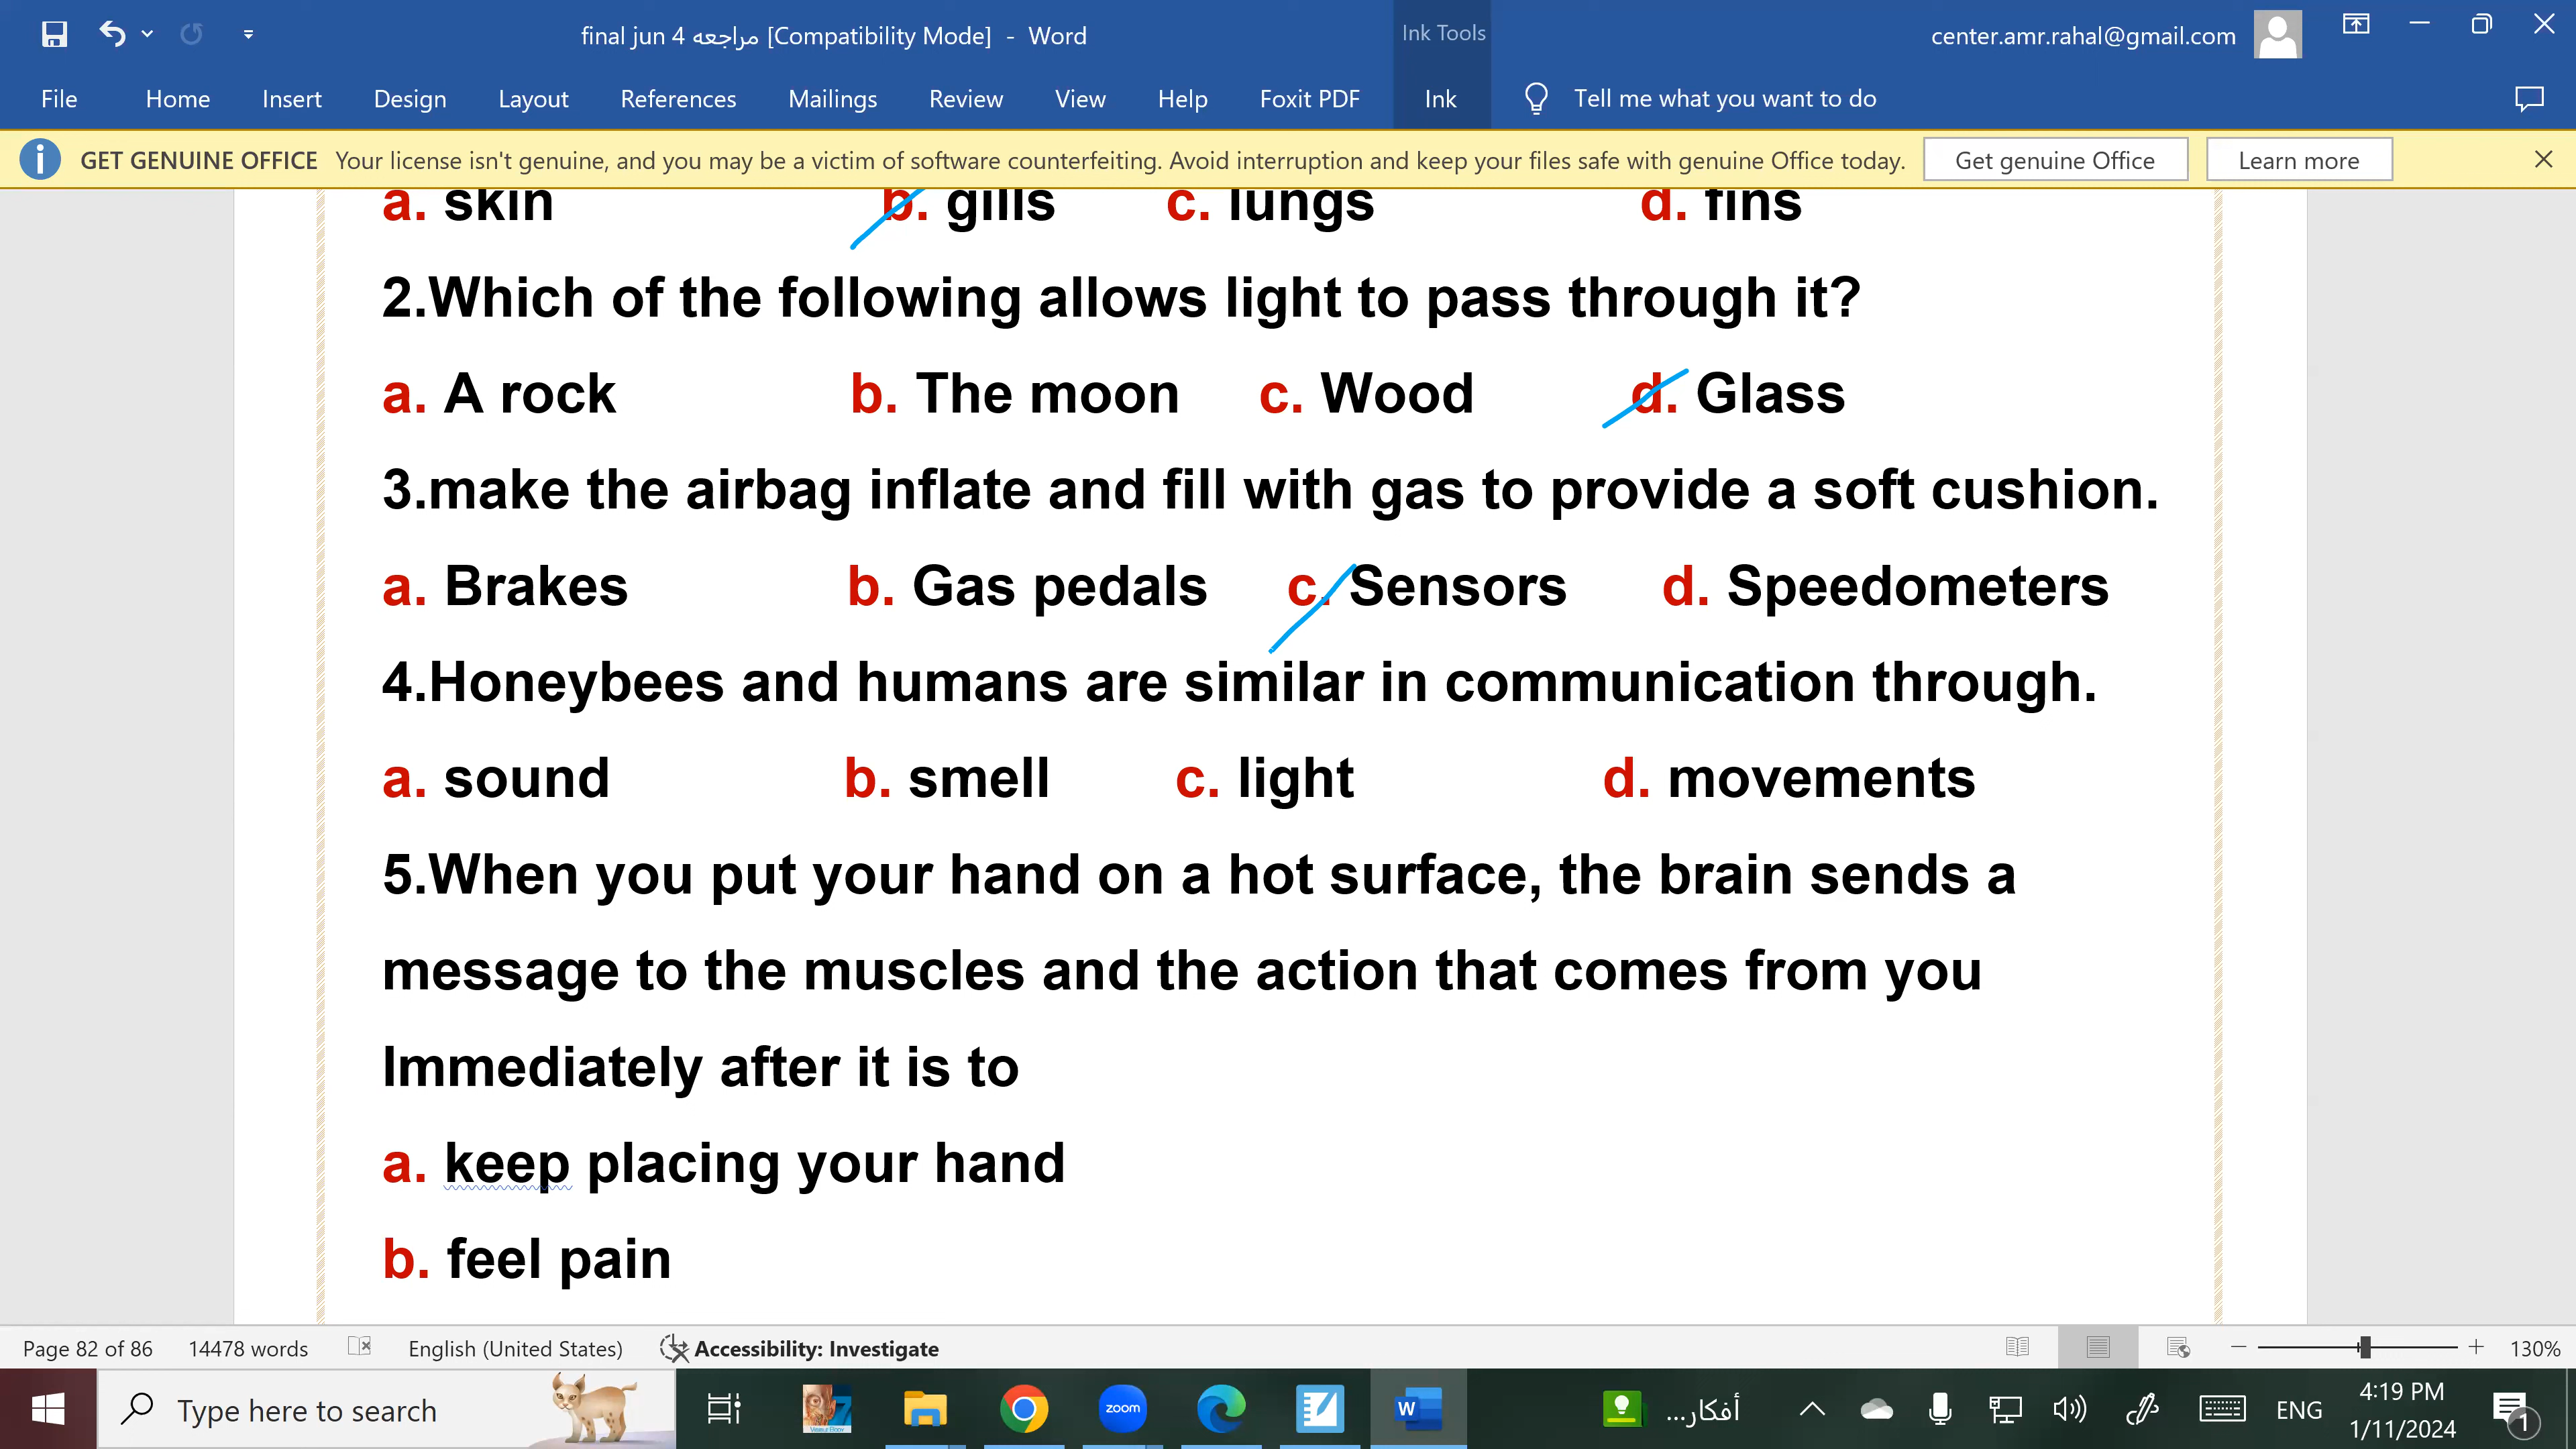 final jun 4 مراجعه [Compatibility Mode] - Word
Ink Tools
center.amr.rahal@gmail.com
File Home Insert Design Layout References Mailings Review View Help Foxit PDF Ink Tell me what you want to do
GET GENUINE OFFICE Your license isn't genuine, and you may be a victim of software counterfeiting. Avoid interruption and keep your files safe with genuine Office today. Get genuine Office Learn more
a. skin b. gills c. lungs d. fins
2.Which of the following allows light to pass through it?
a. A rock b. The moon c. Wood d. Glass
3.make the airbag inflate and fill with gas to provide a soft cushion.
a. Brakes b. Gas pedals c. Sensors d. Speedometers
4.Honeybees and humans are similar in communication through.
a. sound b. smell c. light d. movements
5.When you put your hand on a hot surface, the brain sends a
message to the muscles and the action that comes from you
Immediately after it is to
a. keep placing your hand
b. feel pain
Page 82 of 86 14478 words English (United States) Accessibility: Investigate 130%
Type here to search zoom W أفكار... ENG 4:19 PM
1/11/2024 1